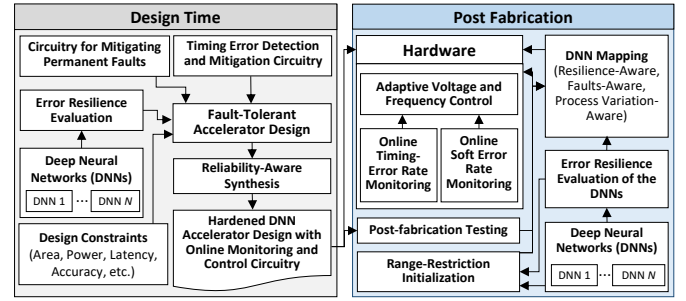 Design Time
Circuitry for Mitigating
Permanent Faults
Timing Error Detection
and Mitigation Circuitry
Error Resilience
Evaluation
Fault-Tolerant
Accelerator Design
Deep Neural
Networks (DNNs)
DNN 1 ... DNN N
Reliability-Aware
Synthesis
Design Constraints
(Area, Power, Latency,
Accuracy, etc.)
Hardened DNN
Accelerator Design with
Online Monitoring and
Control Circuitry
Post Fabrication
Hardware
Adaptive Voltage and
Frequency Control
Online
Timing-
Error Rate
Monitoring
Online
Soft Error
Rate
Monitoring
Post-fabrication Testing
Range-Restriction
Initialization
DNN Mapping
(Resilience-Aware,
Faults-Aware,
Process Variation-
Aware)
Error Resilience
Evaluation of the
DNNs
Deep Neural
Networks (DNNs)
DNN 1 ... DNN N